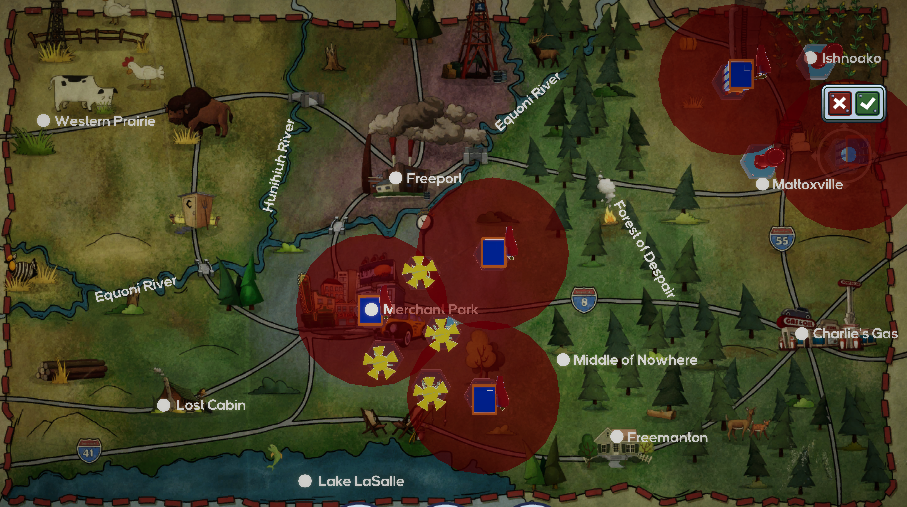 Ishnoako
Western Prairie
Equoni River
Hunihiuh River
Freeport
Mattoxville
Forest of Despair
55
Equoni River
8
Merchant Park
Charlie's Gas
Middle of Nowhere
Lost Cabin
Freemanton
41
Lake LaSalle